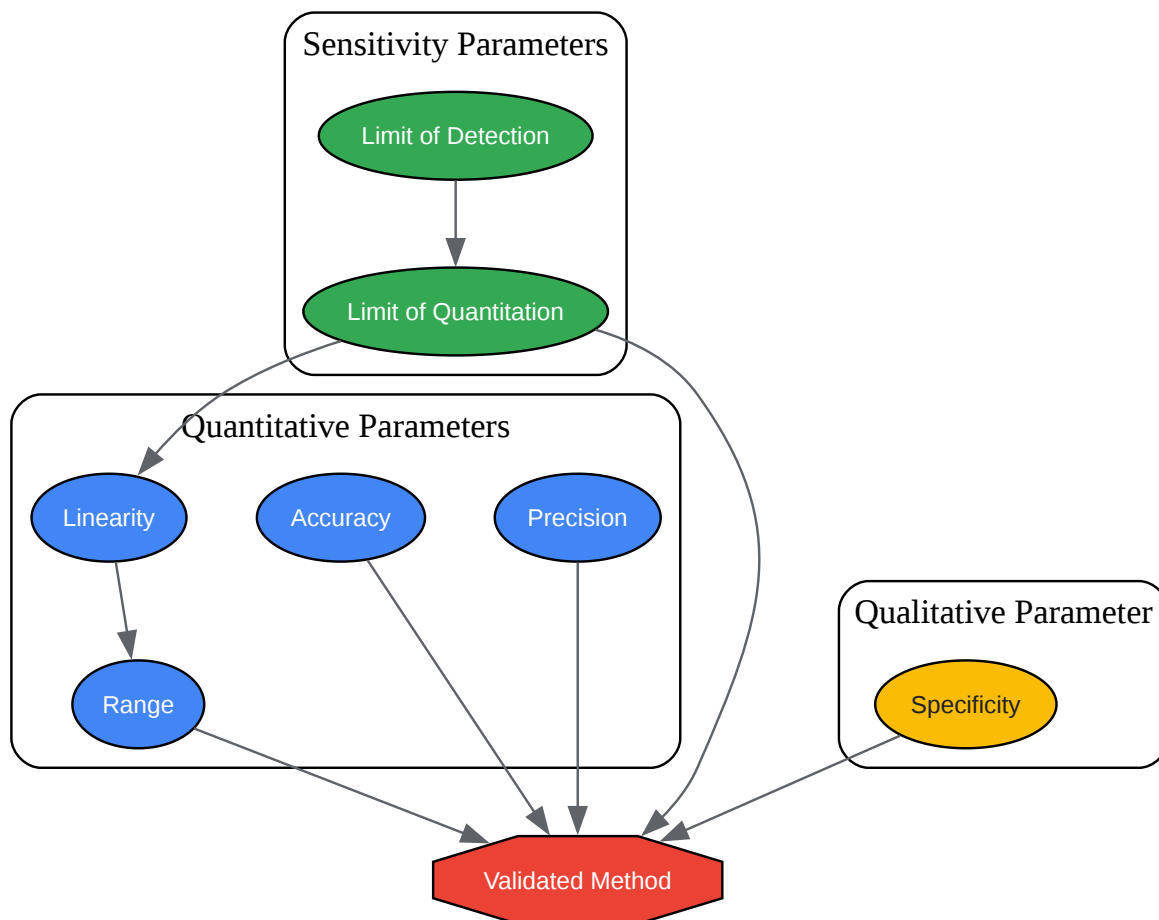 Sensitivity Parameters
Limit of Detection
Limit of Quantitation
Quantitative Parameters
Linearity
Accuracy
Precision
Range
Qualitative Parameter
Specificity
Validated Method